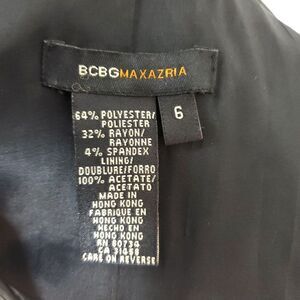 BCBGMAXAZRIA
6
64% POLYESTER/
POLIESTER
32% RAYON/
RAYONNE
4% SPANDEX
LINING/
DOUBLURE/FORRO
100% ACETATE/
ACETATO
MADE IN
HONG KONG
FABRIQUE EN
HONG KONG
HECHO EN
HONG KONG
RN 80734
CA 31488
CARE ON REVERSE